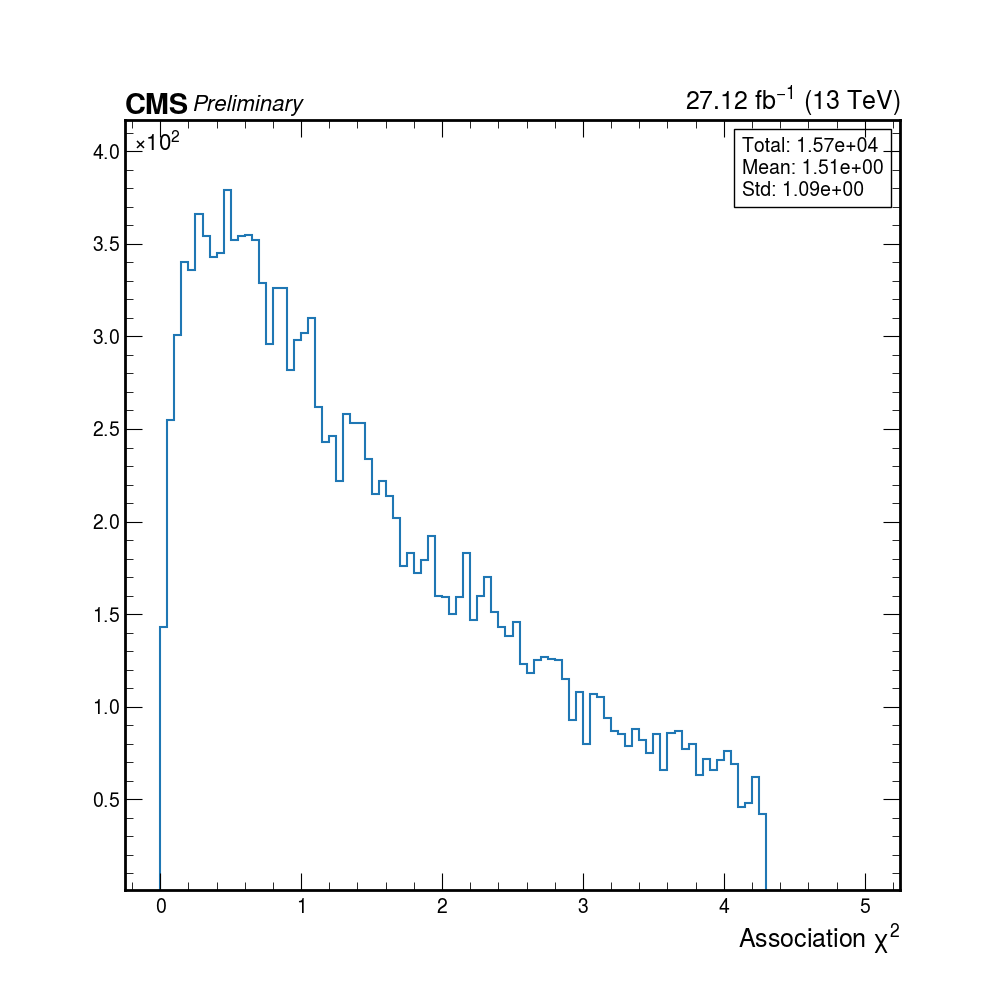 CMS Preliminary
27.12 fb⁻¹ (13 TeV)
×10²
Total: 1.57e+04
Mean: 1.51e+00
Std: 1.09e+00
4.0
3.5
3.0
2.5
2.0
1.5
1.0
0.5
0 1 2 3 4 5
Association χ²